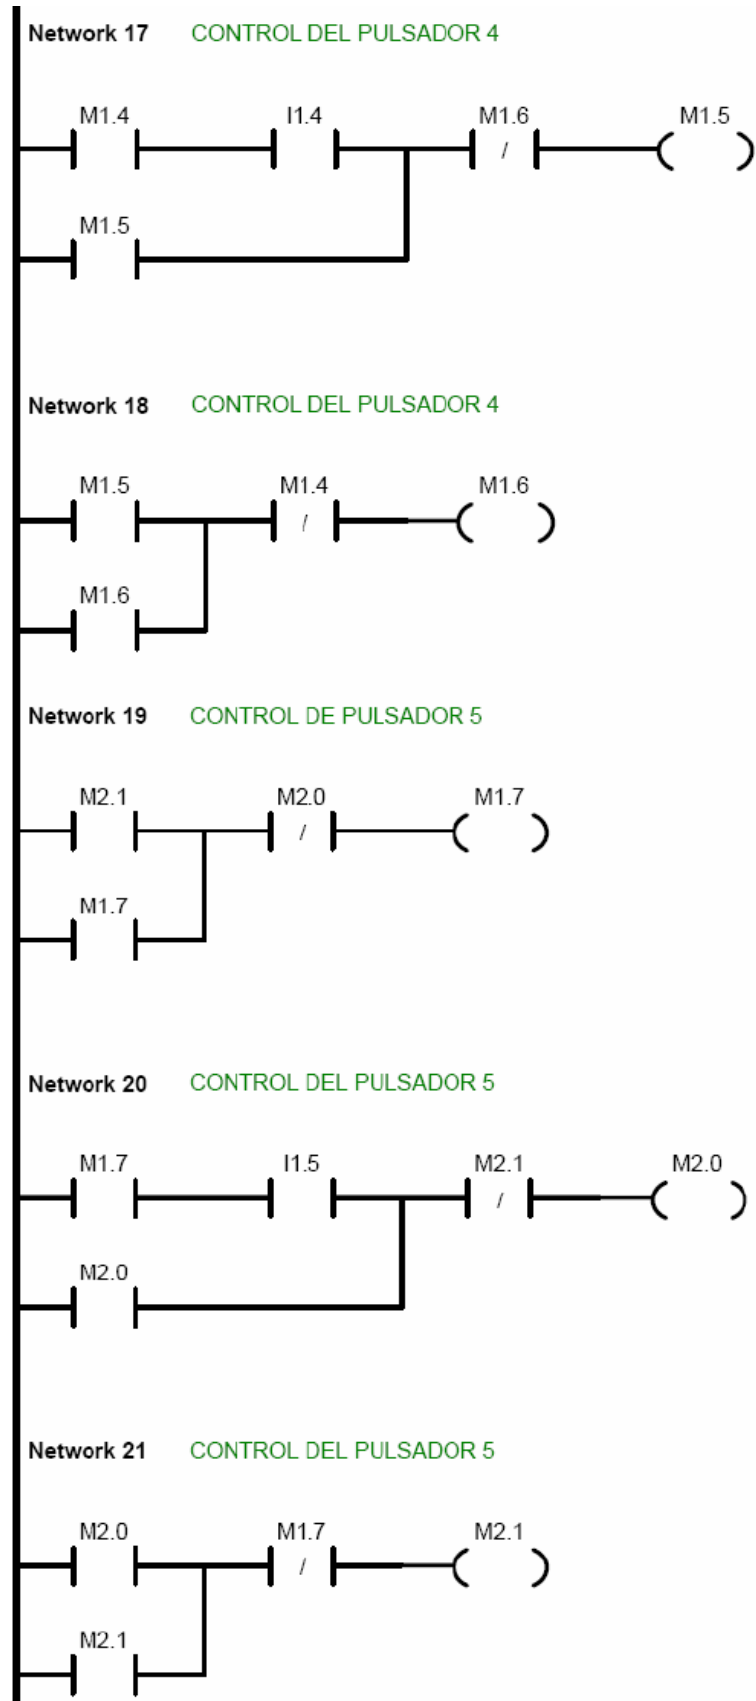 Network 17 CONTROL DEL PULSADOR 4
M1.4 I1.4 M1.6 M1.5
/
M1.5
Network 18 CONTROL DEL PULSADOR 4
M1.5 M1.4 M1.6
/
M1.6
Network 19 CONTROL DE PULSADOR 5
M2.1 M2.0 M1.7
/
M1.7
Network 20 CONTROL DEL PULSADOR 5
M1.7 I1.5 M2.1 M2.0
/
M2.0
Network 21 CONTROL DEL PULSADOR 5
M2.0 M1.7 M2.1
/
M2.1